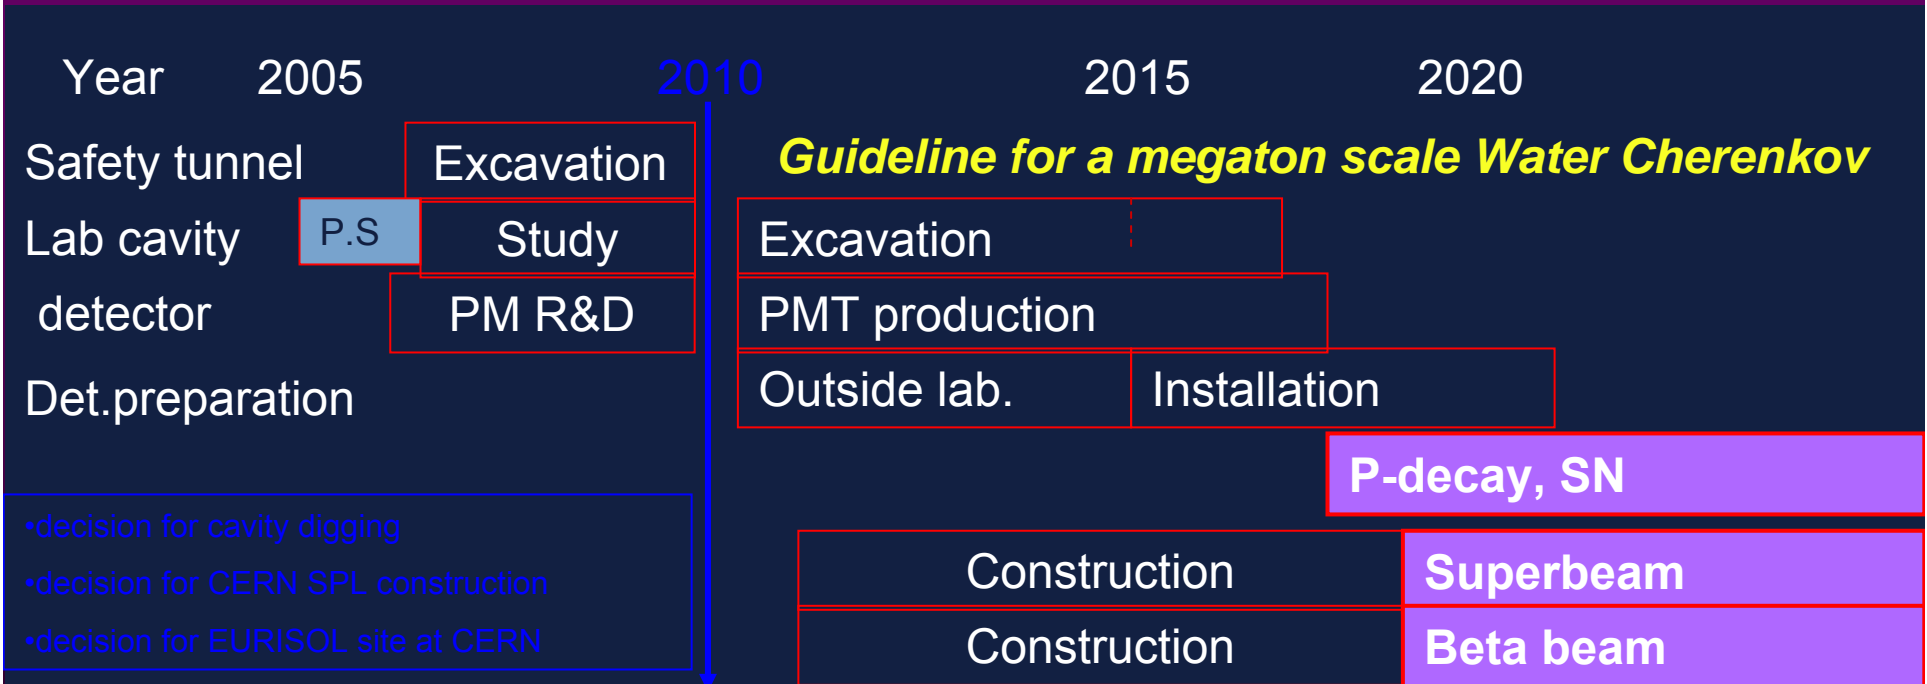 Year 2005 2010 2015 2020
Safety tunnel Excavation Guideline for a megaton scale Water Cherenkov
Lab cavity P.S Study Excavation
detector PM R&D PMT production
Det.preparation Outside lab. Installation
P-decay, SN
•decision for cavity digging
•decision for CERN SPL construction
•decision for EURISOL site at CERN
Construction Superbeam
Construction Beta beam